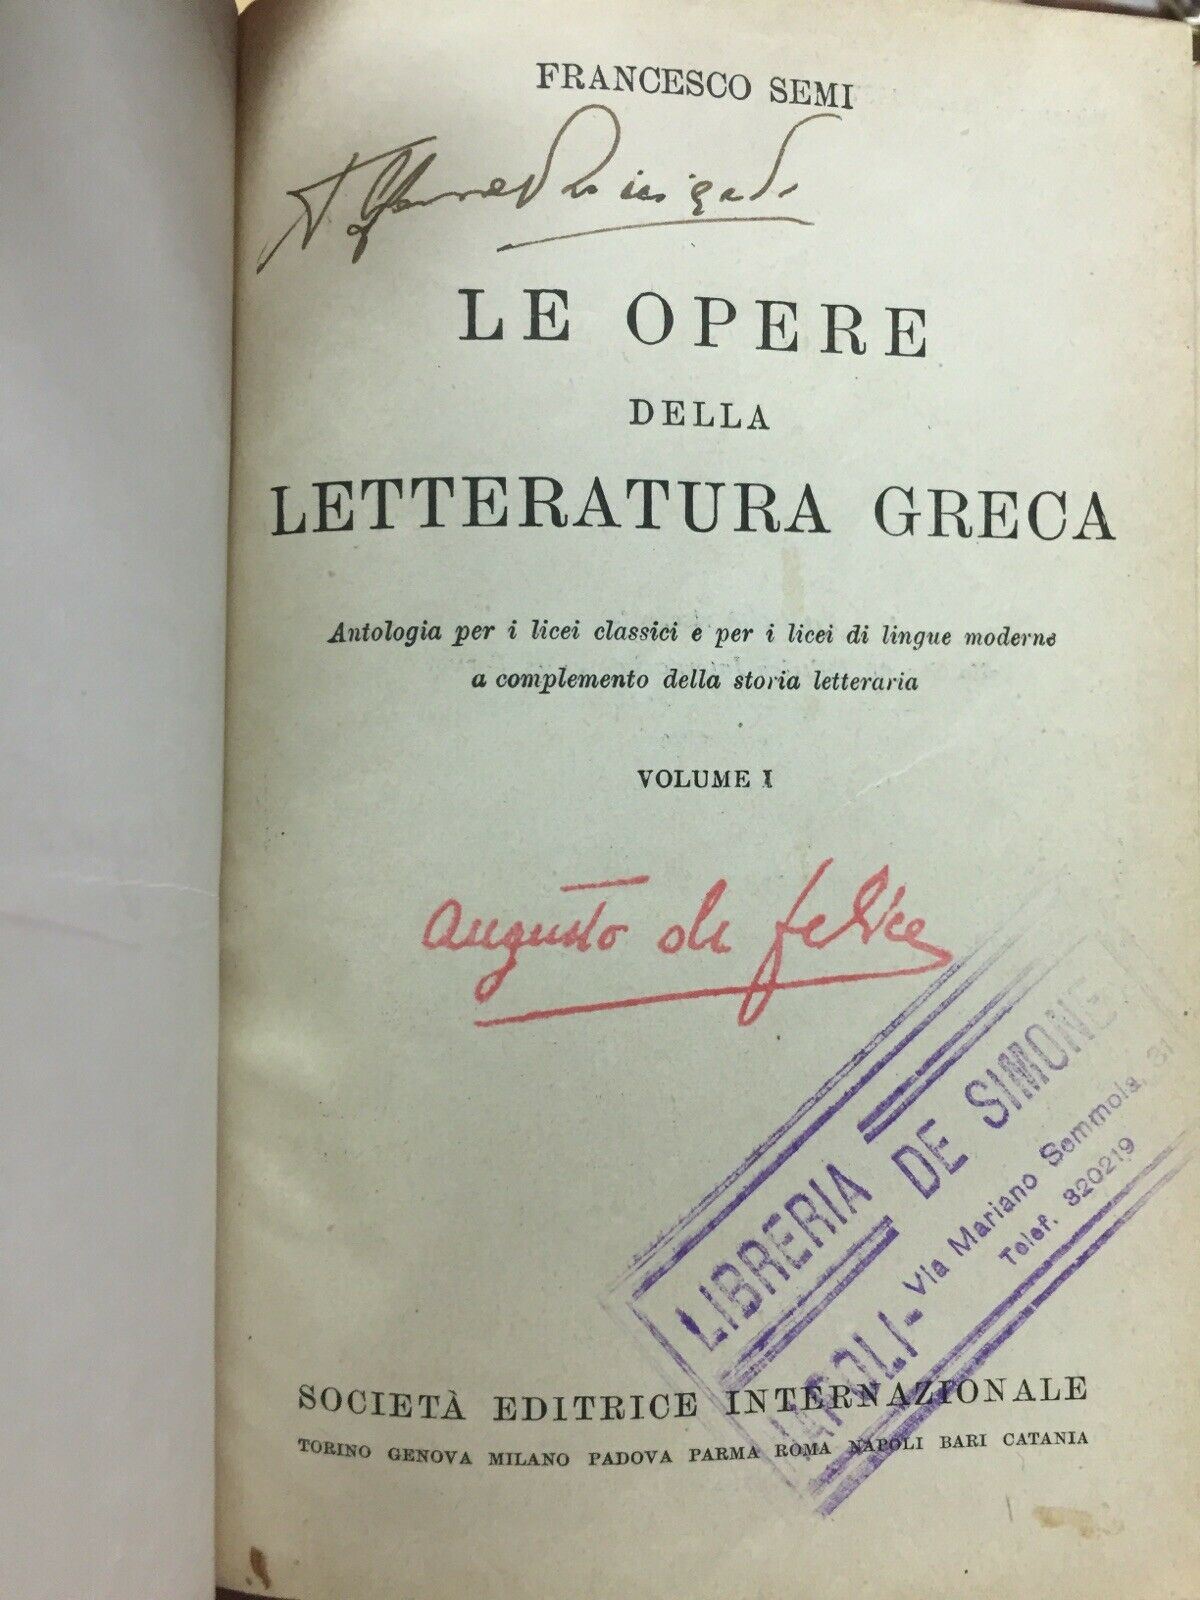 FRANCESCO SEMI
LE OPERE
DELLA
LETTERATURA GRECA
Antologia per i licei classici e per i licei di lingue moderne
a complemento della storia letteraria
VOLUME I
augusto de felice
LIBRERIA DE SIMONE
NAPOLI - Via Mariano Semmola, 31
Telef. 320219
SOCIETÀ EDITRICE INTERNAZIONALE
TORINO GENOVA MILANO PADOVA PARMA ROMA NAPOLI BARI CATANIA